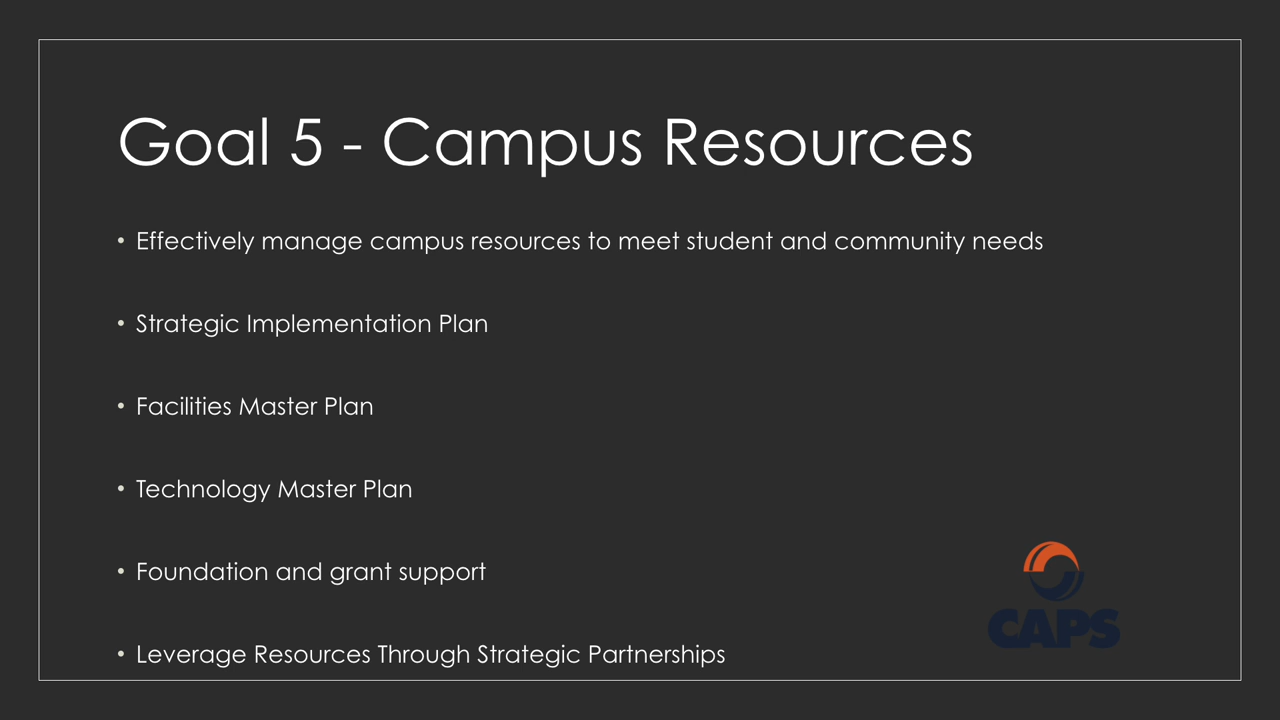 Goal 5 - Campus Resources
• Effectively manage campus resources to meet student and community needs
• Strategic Implementation Plan
• Facilities Master Plan
• Technology Master Plan
• Foundation and grant support
• Leverage Resources Through Strategic Partnerships
CAPS